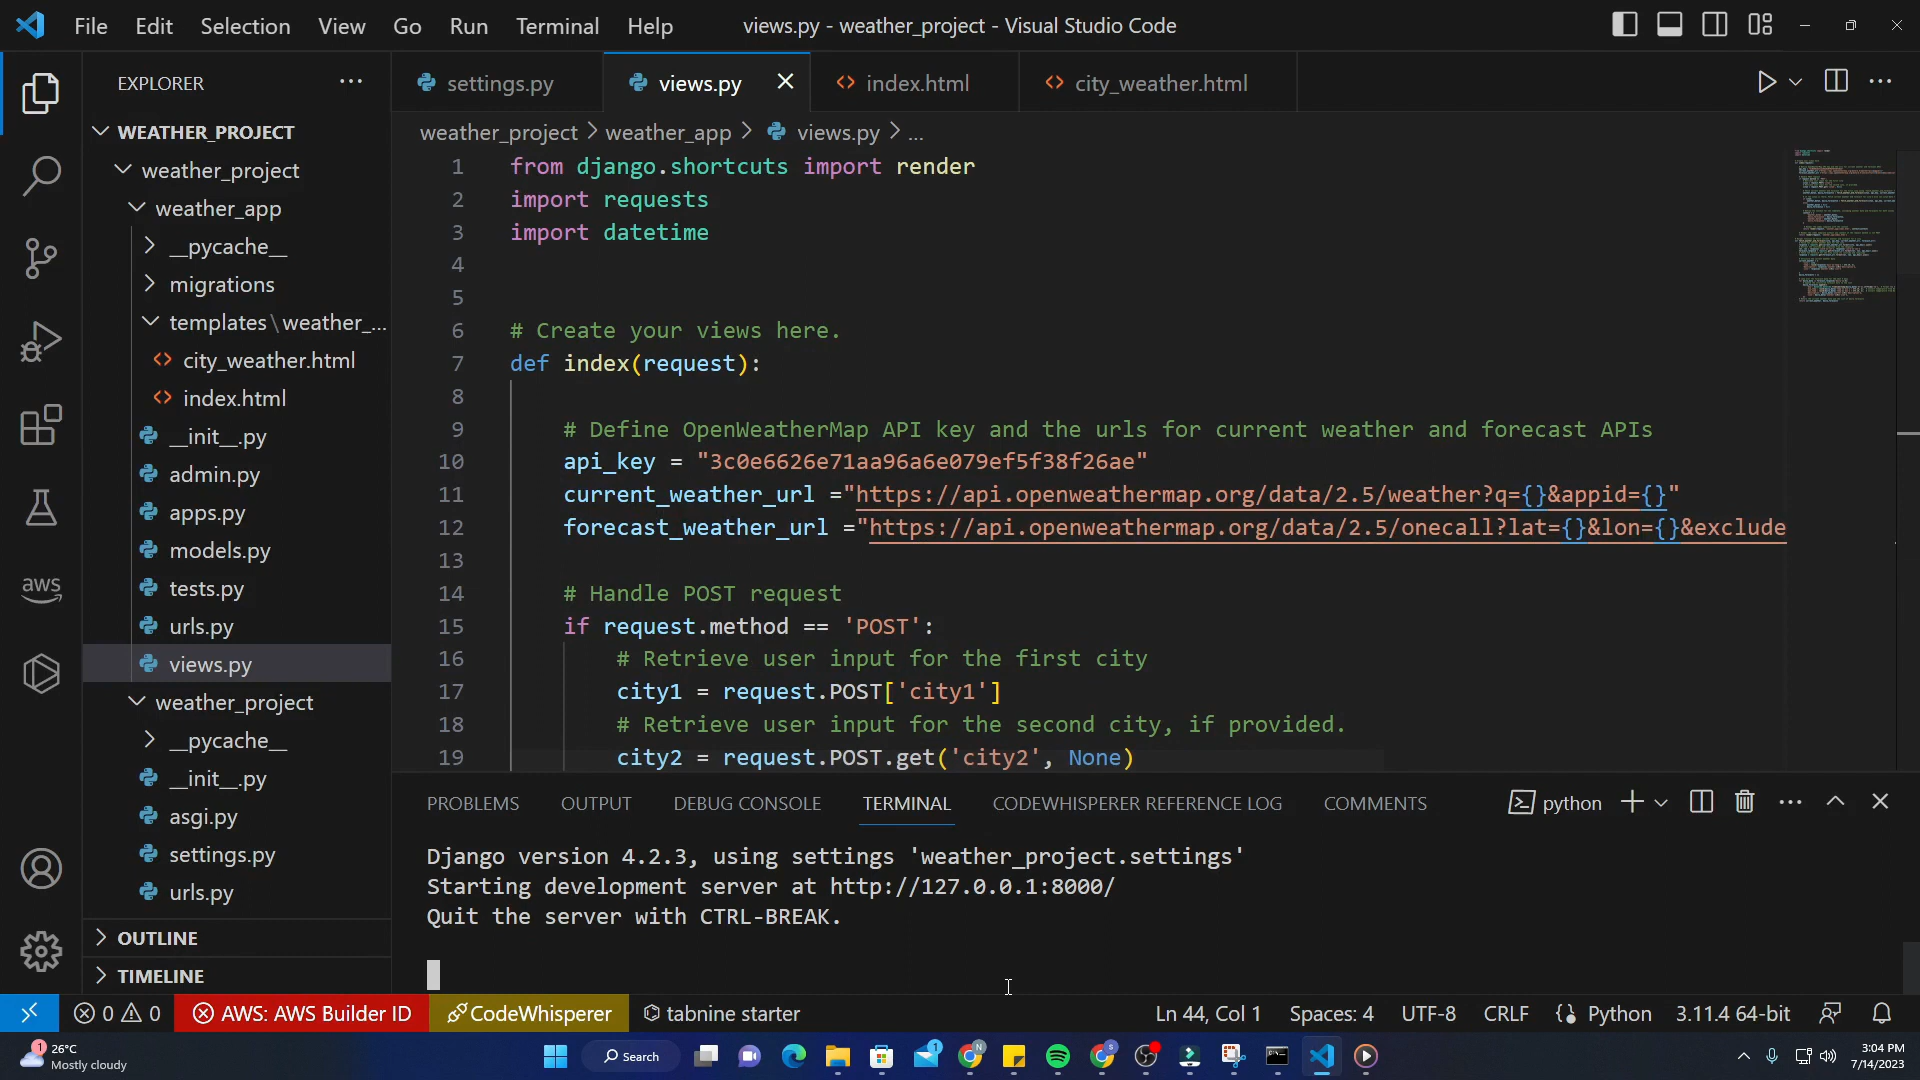 File Edit Selection View Go Run Terminal Help views.py - weather_project - Visual Studio Code
EXPLORER
WEATHER_PROJECT
weather_project
weather_app
__pycache__
migrations
templates\weather_...
city_weather.html
index.html
__init__.py
admin.py
apps.py
models.py
tests.py
urls.py
views.py
weather_project
__pycache__
__init__.py
asgi.py
settings.py
urls.py
OUTLINE
TIMELINE
aws
settings.py views.py index.html city_weather.html
weather_project > weather_app > views.py > ...
1 from django.shortcuts import render
2 import requests
3 import datetime
4
5
6 # Create your views here.
7 def index(request):
8
9 # Define OpenWeatherMap API key and the urls for current weather and forecast APIs
10 api_key = "3c0e6626e71aa96a6e079ef5f38f26ae"
11 current_weather_url ="https://api.openweathermap.org/data/2.5/weather?q={}&appid={}"
12 forecast_weather_url ="https://api.openweathermap.org/data/2.5/onecall?lat={}&lon={}&exclude
13
14 # Handle POST request
15 if request.method == 'POST':
16 # Retrieve user input for the first city
17 city1 = request.POST['city1']
18 # Retrieve user input for the second city, if provided.
19 city2 = request.POST.get('city2', None)
PROBLEMS OUTPUT DEBUG CONSOLE TERMINAL CODEWHISPERER REFERENCE LOG COMMENTS python
Django version 4.2.3, using settings 'weather_project.settings'
Starting development server at http://127.0.0.1:8000/
Quit the server with CTRL-BREAK.
0 0 AWS: AWS Builder ID CodeWhisperer tabnine starter Ln 44, Col 1 Spaces: 4 UTF-8 CRLF Python 3.11.4 64-bit
1 26°C
Mostly cloudy
Search
1
N
S
3:04 PM
7/14/2023